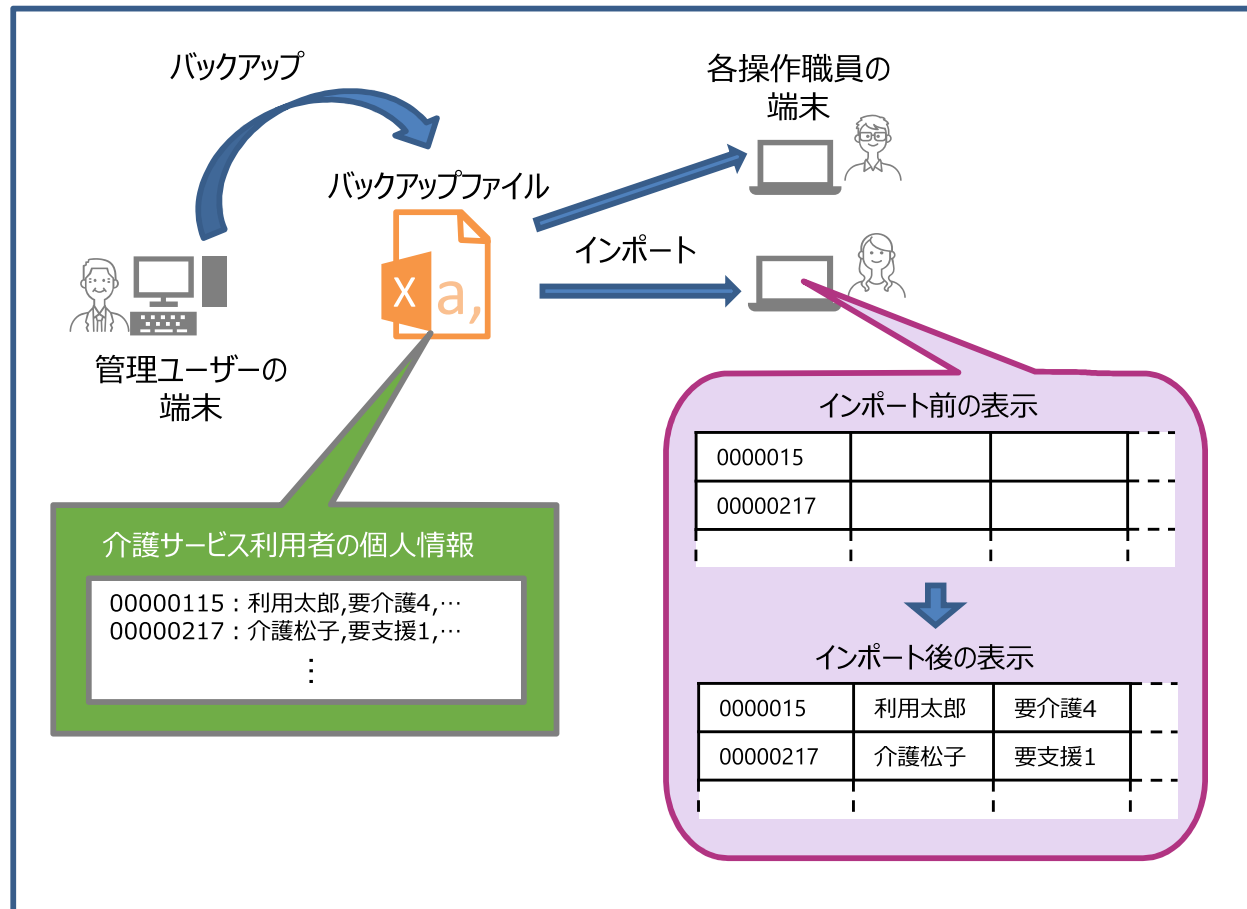 バックアップ
各操作職員の
端末
バックアップファイル
インポート
X a,
管理ユーザーの
端末
介護サービス利用者の個人情報
00000115：利用太郎,要介護4,…
00000217：介護松子,要支援1,…
⋮
インポート前の表示
0000015
00000217
インポート後の表示
0000015 利用太郎 要介護4
00000217 介護松子 要支援1